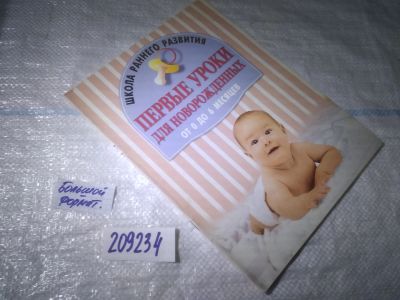 ШКОЛА РАННЕГО РАЗВИТИЯ
ПЕРВЫЕ УРОКИ
ДЛЯ НОВОРОЖДЕННЫХ
ОТ 0 ДО 6 МЕСЯЦЕВ
Большой
формат.
209234